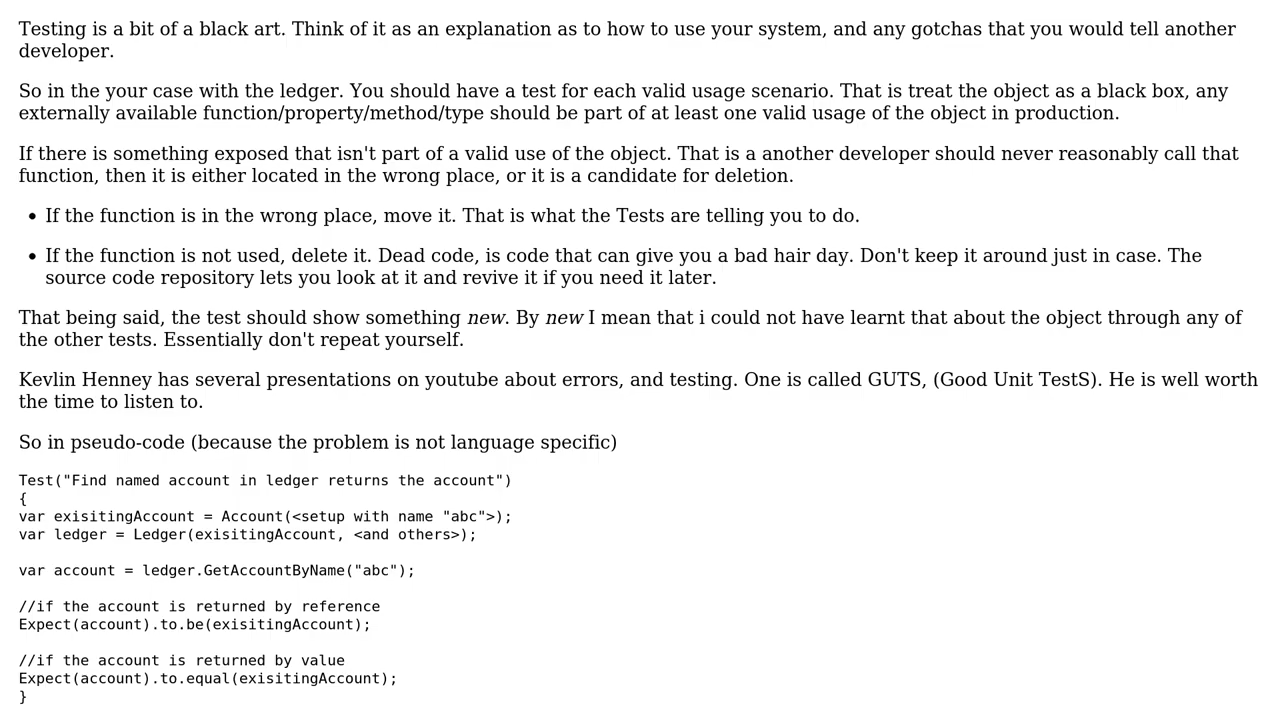 Testing is a bit of a black art. Think of it as an explanation as to how to use your system, and any gotchas that you would tell another
developer.
So in the your case with the ledger. You should have a test for each valid usage scenario. That is treat the object as a black box, any
externally available function/property/method/type should be part of at least one valid usage of the object in production.
If there is something exposed that isn't part of a valid use of the object. That is a another developer should never reasonably call that
function, then it is either located in the wrong place, or it is a candidate for deletion.
• If the function is in the wrong place, move it. That is what the Tests are telling you to do.
• If the function is not used, delete it. Dead code, is code that can give you a bad hair day. Don't keep it around just in case. The
source code repository lets you look at it and revive it if you need it later.
That being said, the test should show something new. By new I mean that i could not have learnt that about the object through any of
the other tests. Essentially don't repeat yourself.
Kevlin Henney has several presentations on youtube about errors, and testing. One is called GUTS, (Good Unit TestS). He is well worth
the time to listen to.
So in pseudo-code (because the problem is not language specific)
Test("Find named account in ledger returns the account")
{
var exisitingAccount = Account(<setup with name "abc">);
var ledger = Ledger(exisitingAccount, <and others>);
var account = ledger.GetAccountByName("abc");
//if the account is returned by reference
Expect(account).to.be(exisitingAccount);
//if the account is returned by value
Expect(account).to.equal(exisitingAccount);
}